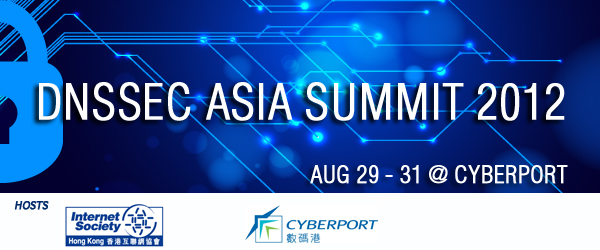 DNSSEC ASIA SUMMIT 2012
AUG 29 - 31 @ CYBERPORT
HOSTS
Internet
Society
Hong Kong 香港互聯網協會
CYBERPORT
數碼港